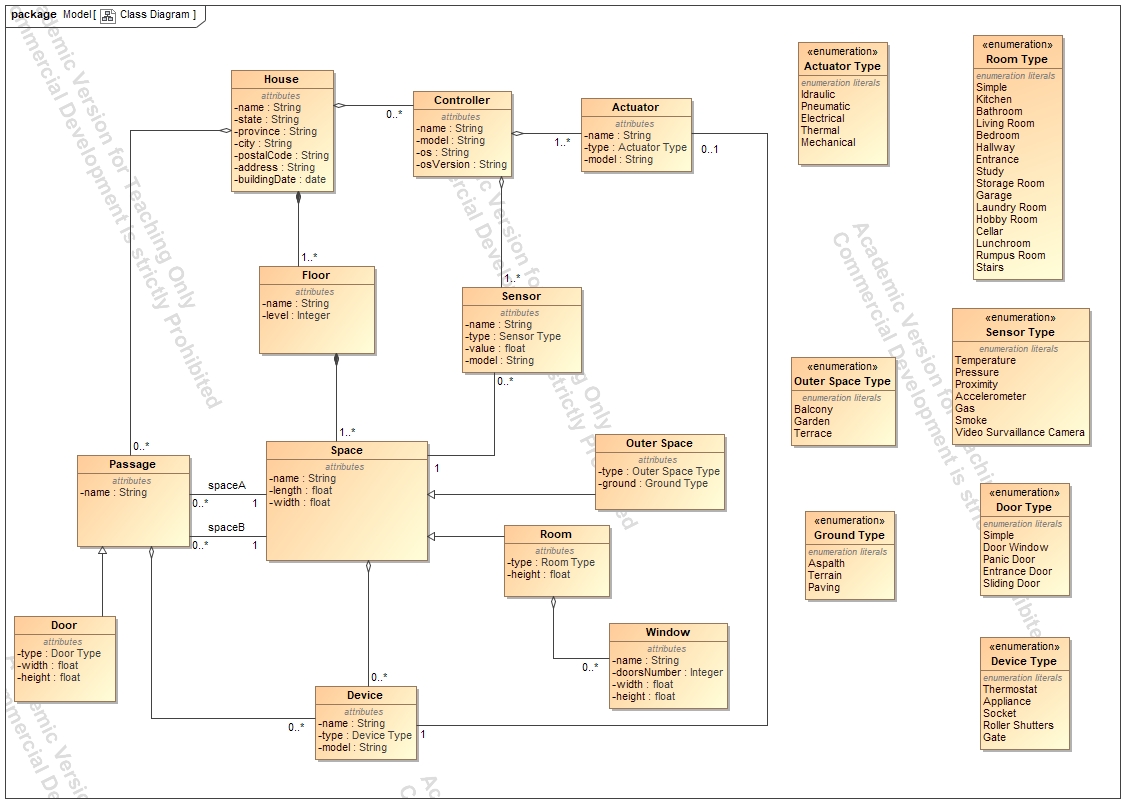 package Model[ Class Diagram ]
House
attributes
-name : String
-state : String
-province : String
-city : String
-postalCode : String
-address : String
-buildingDate : date
0..*
Controller
attributes
-name : String
-model : String
-os : String
-osVersion : String
1..*
Actuator
attributes
-name : String
-type : Actuator Type
-model : String
0..1
«enumeration»
Actuator Type
enumeration literals
Idraulic
Pneumatic
Electrical
Thermal
Mechanical
«enumeration»
Room Type
enumeration literals
Simple
Kitchen
Bathroom
Living Room
Bedroom
Hallway
Entrance
Study
Storage Room
Garage
Laundry Room
Hobby Room
Cellar
Lunchroom
Rumpus Room
Stairs
1..*
Floor
attributes
-name : String
-level : Integer
1..*
1..*
Sensor
attributes
-name : String
-type : Sensor Type
-value : float
-model : String
0..*
«enumeration»
Sensor Type
enumeration literals
Temperature
Pressure
Proximity
Accelerometer
Gas
Smoke
Video Survaillance Camera
«enumeration»
Outer Space Type
enumeration literals
Balcony
Garden
Terrace
0..*
Passage
attributes
-name : String
spaceA
0..*
1
spaceB
0..*
1
Space
attributes
-name : String
-length : float
-width : float
1
Outer Space
attributes
-type : Outer Space Type
-ground : Ground Type
Room
attributes
-type : Room Type
-height : float
«enumeration»
Ground Type
enumeration literals
Aspalth
Terrain
Paving
«enumeration»
Door Type
enumeration literals
Simple
Door Window
Panic Door
Entrance Door
Sliding Door
Door
attributes
-type : Door Type
-width : float
-height : float
Window
attributes
-name : String
-doorsNumber : Integer
-width : float
-height : float
0..*
0..*
0..*
Device
attributes
-name : String
-type : Device Type
-model : String
1
«enumeration»
Device Type
enumeration literals
Thermostat
Appliance
Socket
Roller Shutters
Gate
Academic Version for Teaching Only
Commercial Development is strictly Prohibited